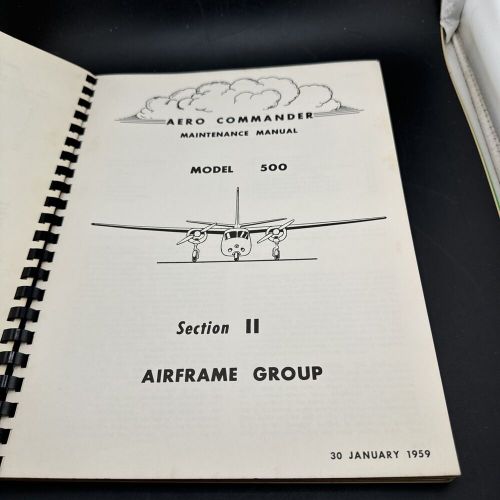 AERO COMMANDER
MAINTENANCE MANUAL
MODEL 500
Section II
AIRFRAME GROUP
30 JANUARY 1959